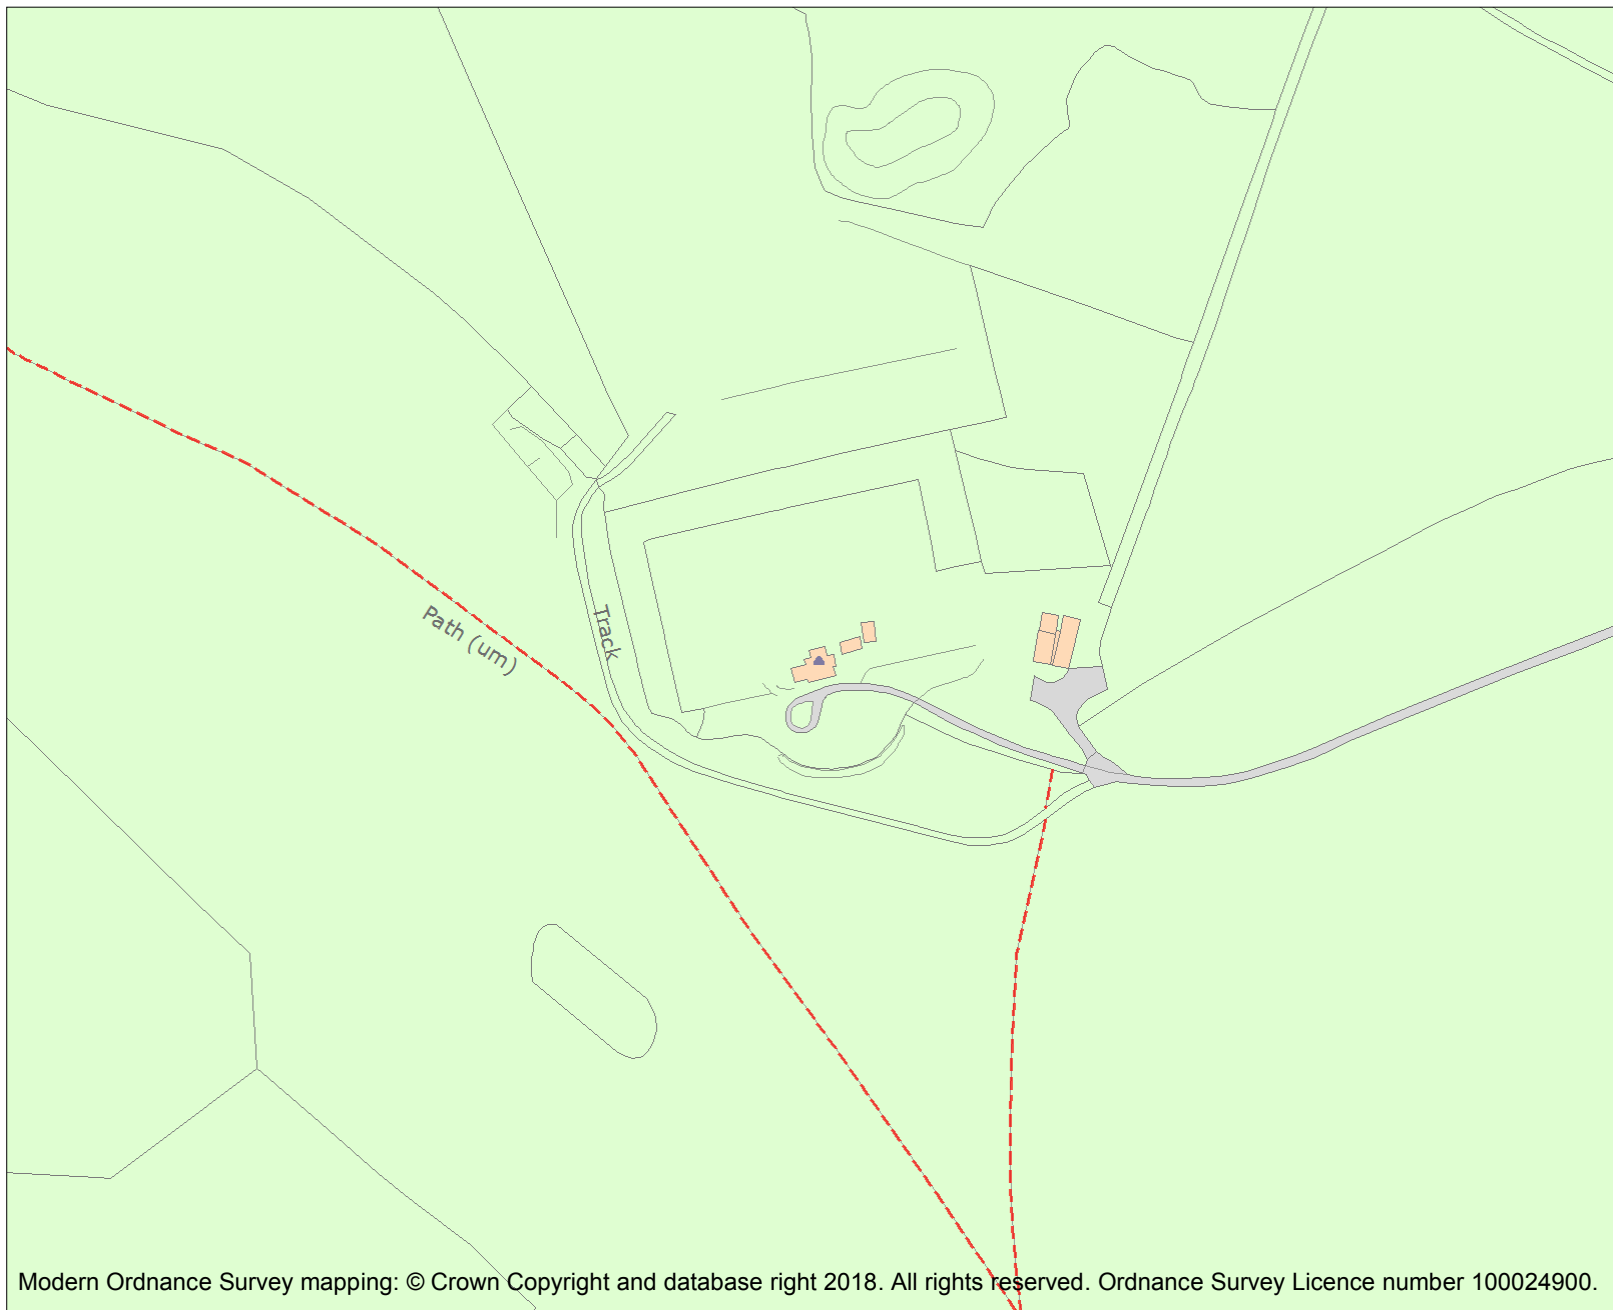 Path (um)
Track
Modern Ordnance Survey mapping: © Crown Copyright and database right 2018. All rights reserved. Ordnance Survey Licence number 100024900.